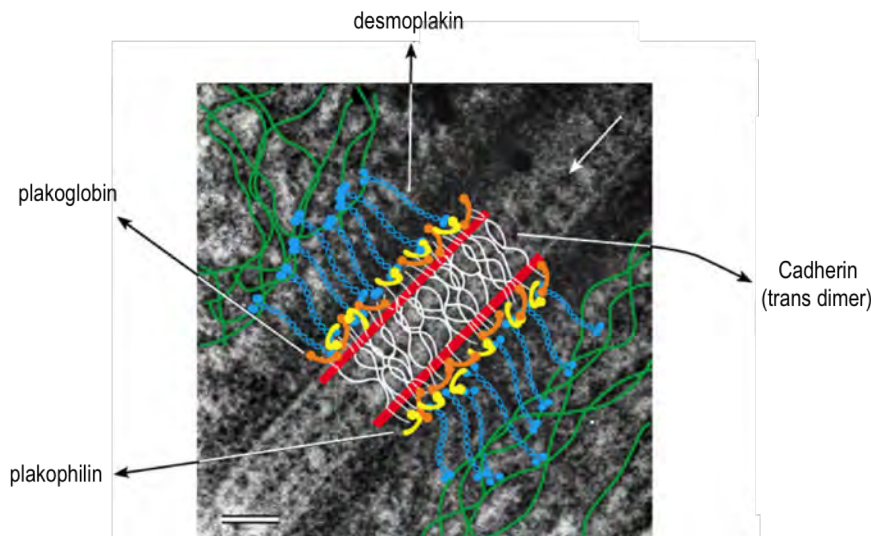 desmoplakin
plakoglobin
Cadherin
(trans dimer)
plakophilin